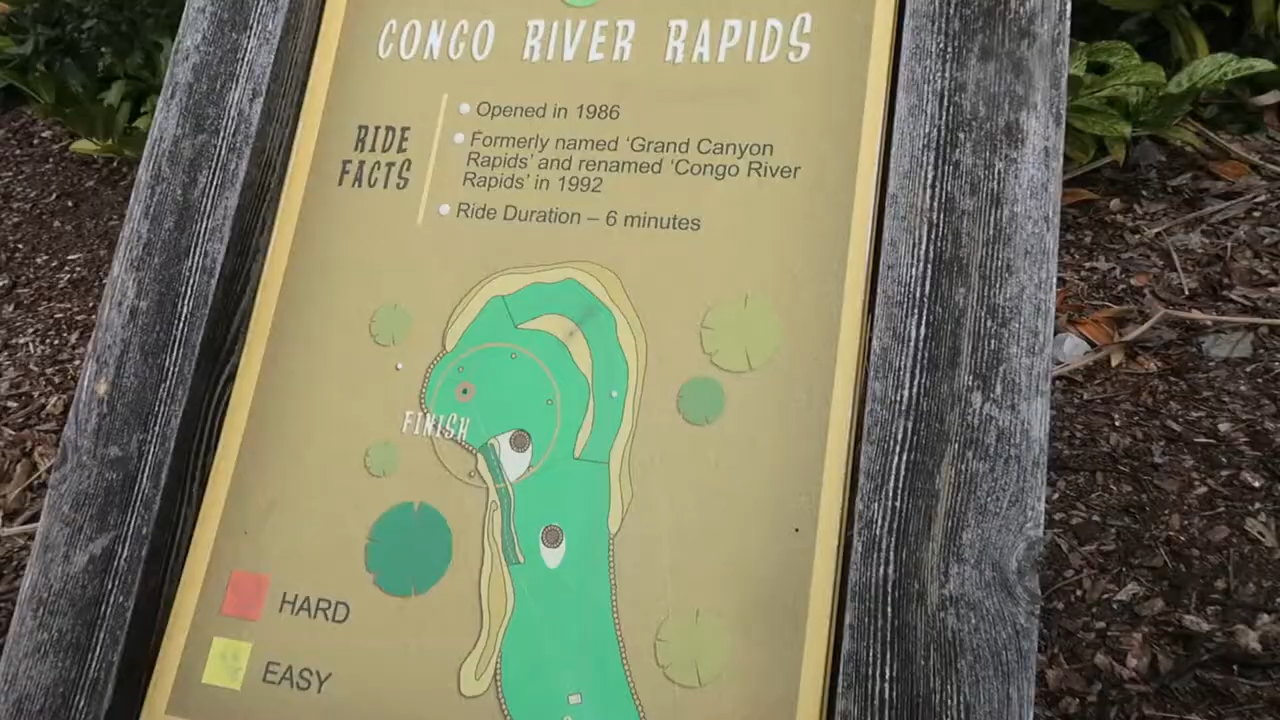 CONGO RIVER RAPIDS
RIDE
FACTS
Opened in 1986
Formerly named ‘Grand Canyon
Rapids’ and renamed ‘Congo River
Rapids’ in 1992
Ride Duration – 6 minutes
FINISH
HARD
EASY